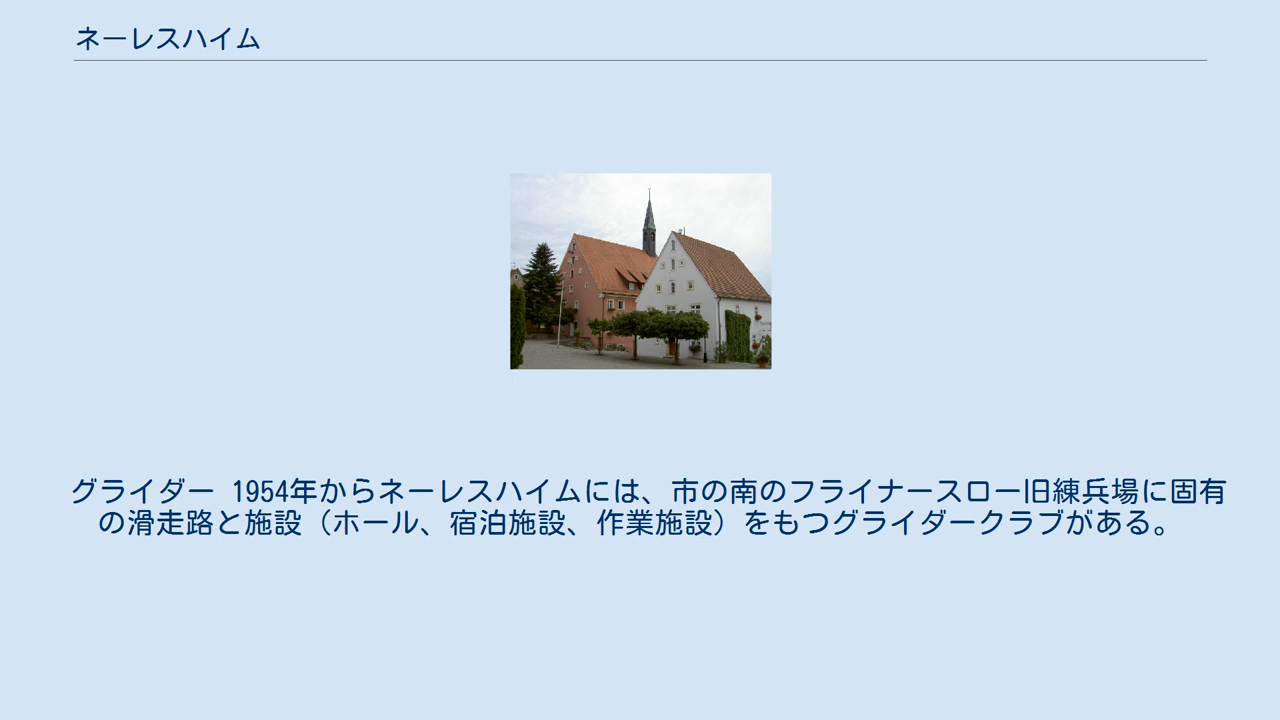 ネーレスハイム
グライダー 1954年からネーレスハイムには、市の南のフライナースロー旧練兵場に固有
の滑走路と施設（ホール、宿泊施設、作業施設）をもつグライダークラブがある。